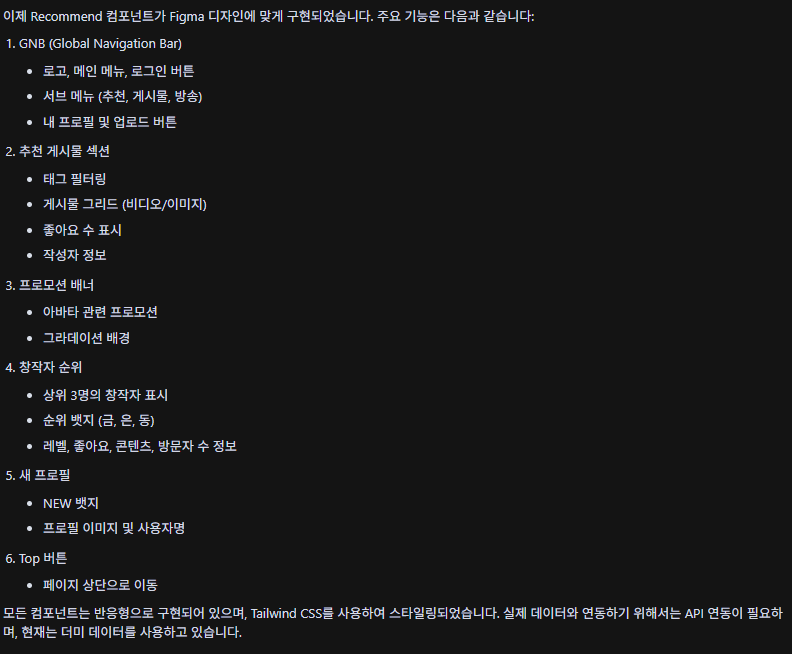 이제 Recommend 컴포넌트가 Figma 디자인에 맞게 구현되었습니다. 주요 기능은 다음과 같습니다:
1. GNB (Global Navigation Bar)
• 로고, 메인 메뉴, 로그인 버튼
• 서브 메뉴 (추천, 게시물, 방송)
• 내 프로필 및 업로드 버튼
2. 추천 게시물 섹션
• 태그 필터링
• 게시물 그리드 (비디오/이미지)
• 좋아요 수 표시
• 작성자 정보
3. 프로모션 배너
• 아바타 관련 프로모션
• 그라데이션 배경
4. 창작자 순위
• 상위 3명의 창작자 표시
• 순위 뱃지 (금, 은, 동)
• 레벨, 좋아요, 콘텐츠, 방문자 수 정보
5. 새 프로필
• NEW 뱃지
• 프로필 이미지 및 사용자명
6. Top 버튼
• 페이지 상단으로 이동
모든 컴포넌트는 반응형으로 구현되어 있으며, Tailwind CSS를 사용하여 스타일링되었습니다. 실제 데이터와 연동하기 위해서는 API 연동이 필요하
며, 현재는 더미 데이터를 사용하고 있습니다.